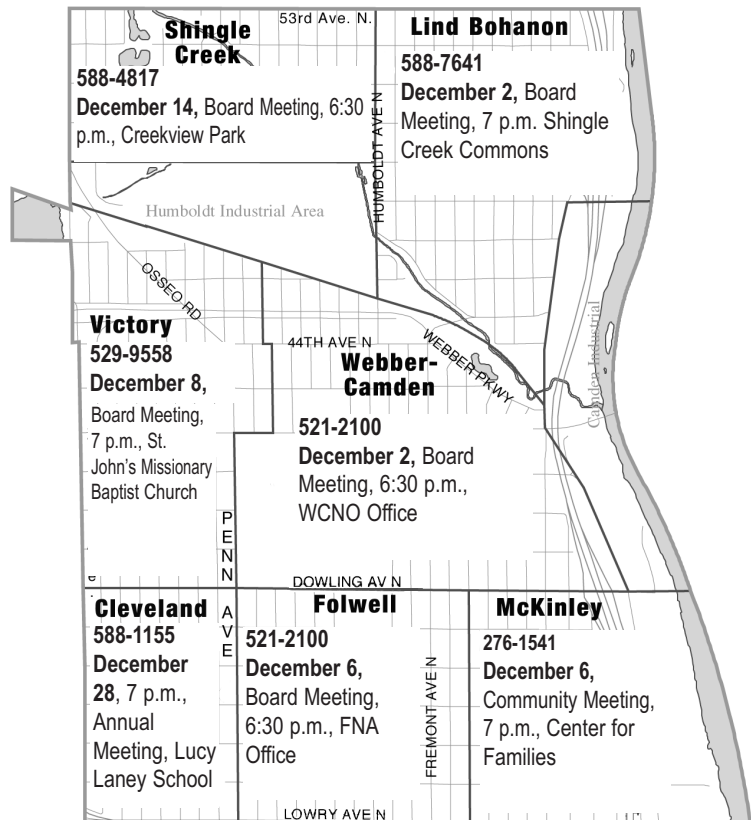 53rd Ave. N.
Shingle
Creek
588-4817
December 14, Board Meeting, 6:30
p.m., Creekview Park
Lind Bohanon
588-7641
December 2, Board
Meeting, 7 p.m. Shingle
Creek Commons
HUMBOLDT AVE N
Humboldt Industrial Area
OSSEO RD
Victory
529-9558
December 8,
Board Meeting,
7 p.m., St.
John's Missionary
Baptist Church
44TH AVE N
WEBBER PKWY
Webber-
Camden
521-2100
December 2, Board
Meeting, 6:30 p.m.,
WCNO Office
Camden Industrial
PENN AVE
DOWLING AV N
Cleveland
588-1155
December
28, 7 p.m.,
Annual
Meeting, Lucy
Laney School
Folwell
521-2100
December 6,
Board Meeting,
6:30 p.m., FNA
Office
FREMONT AVE N
McKinley
276-1541
December 6,
Community Meeting,
7 p.m., Center for
Families
LOWRY AVE N